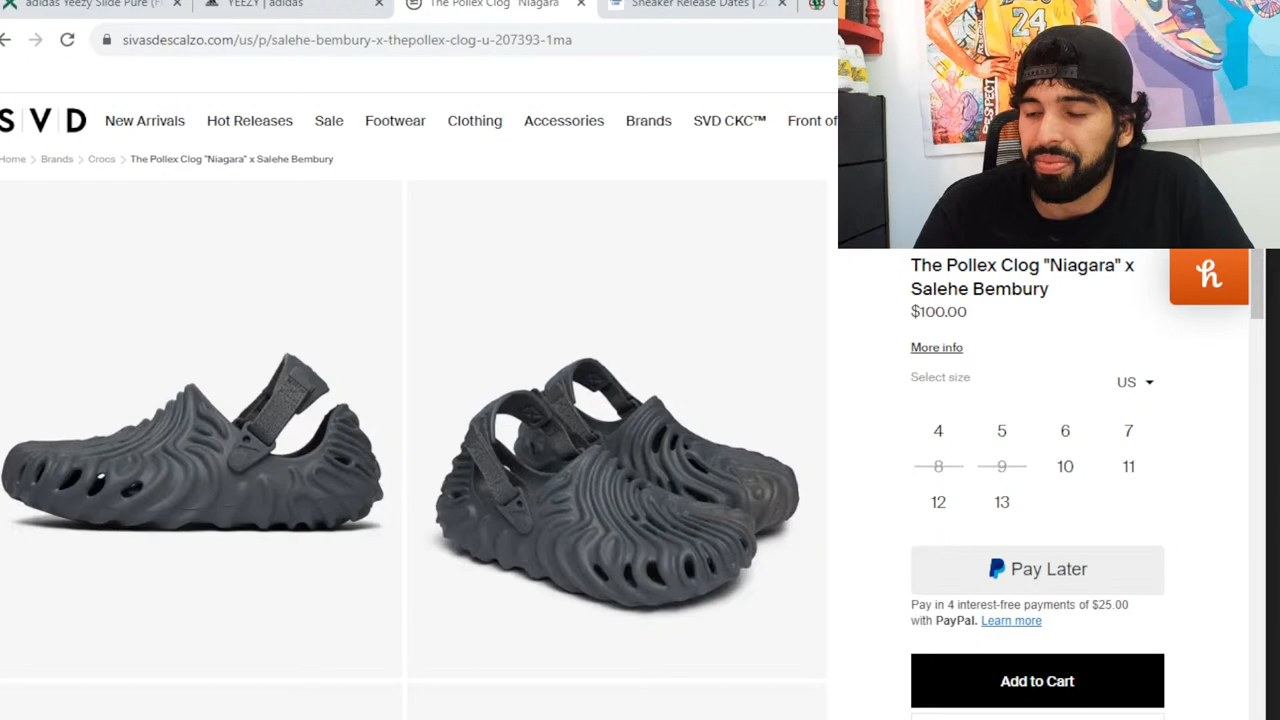 adidas Yeezy Slide Pure (
YEEZY | adidas
The Pollex Clog "Niagara"
Sneaker Release Dates | 20
sivasdescalzo.com/us/p/salehe-bembury-x-thepollex-clog-u-207393-1ma
24
RESPECT
S V D New Arrivals Hot Releases Sale Footwear Clothing Accessories Brands SVD CKC™ Front of
Home > Brands > Crocs > The Pollex Clog "Niagara" x Salehe Bembury
The Pollex Clog "Niagara" x
Salehe Bembury
$100.00
More info
Select size
US
4 5 6 7
8 9 10 11
12 13
Pay Later
Pay in 4 interest-free payments of $25.00
with PayPal. Learn more
Add to Cart